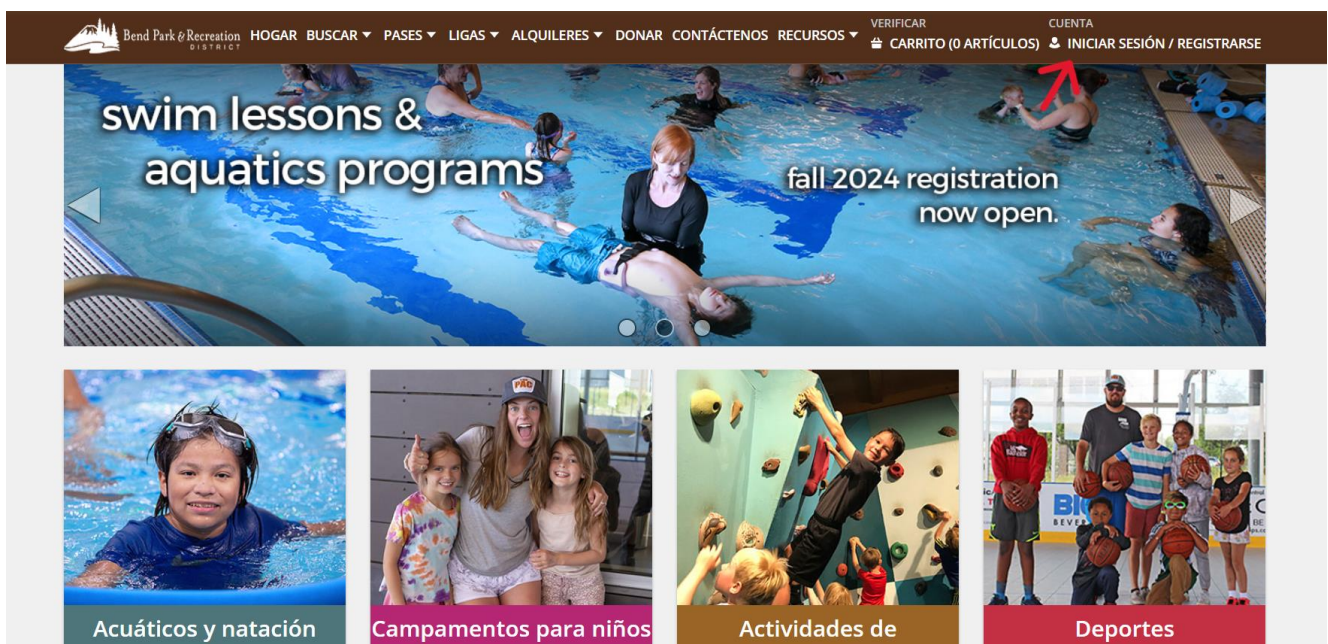 Bend Park & Recreation
DISTRICT
HOGAR BUSCAR PASES LIGAS ALQUILERES DONAR CONTÁCTENOS RECURSOS
VERIFICAR
CARRITO (0 ARTÍCULOS)
CUENTA
INICIAR SESIÓN / REGISTRARSE
swim lessons &
aquatics programs
fall 2024 registration
now open.
PAC
BEVER
Acuáticos y natación
Campamentos para niños
Actividades de
Deportes